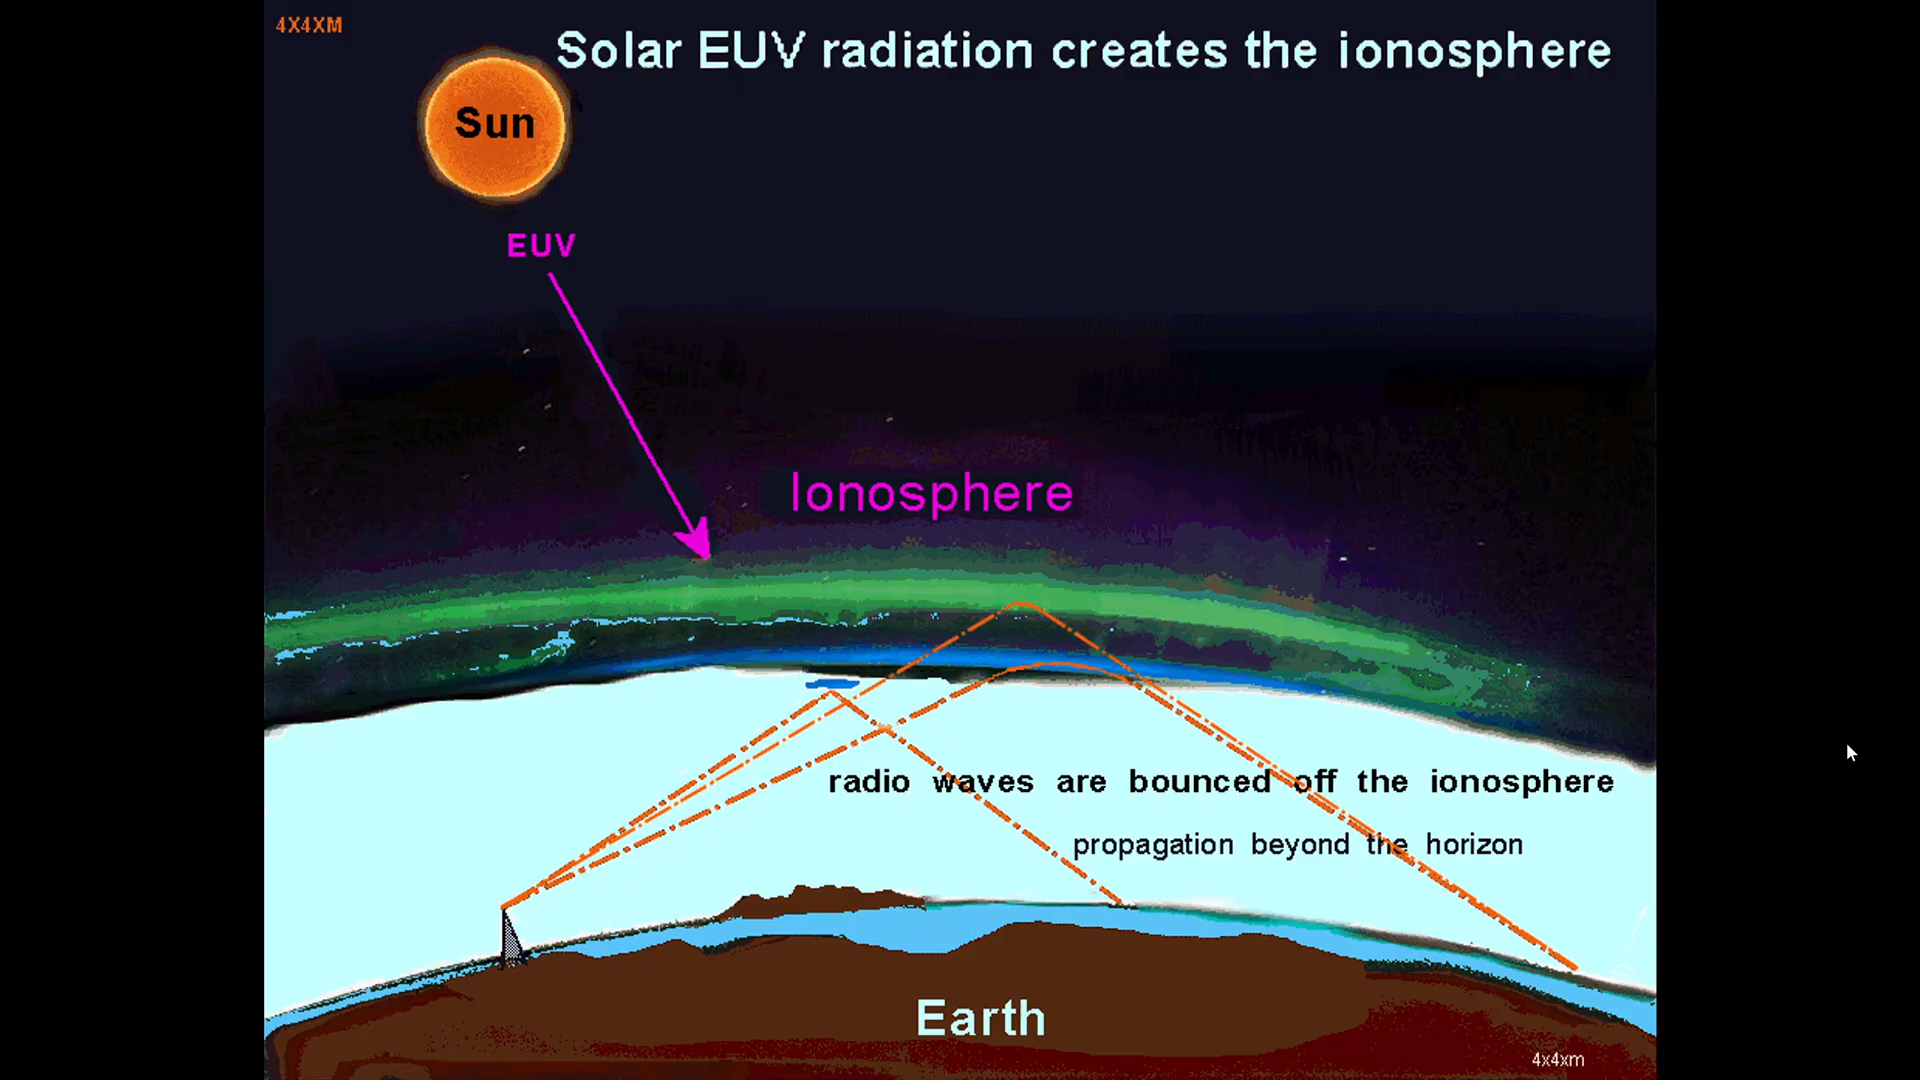 4X4XM
Solar EUV radiation creates the ionosphere
Sun
EUV
Ionosphere
radio waves are bounced off the ionosphere
propagation beyond the horizon
Earth
4x4xm